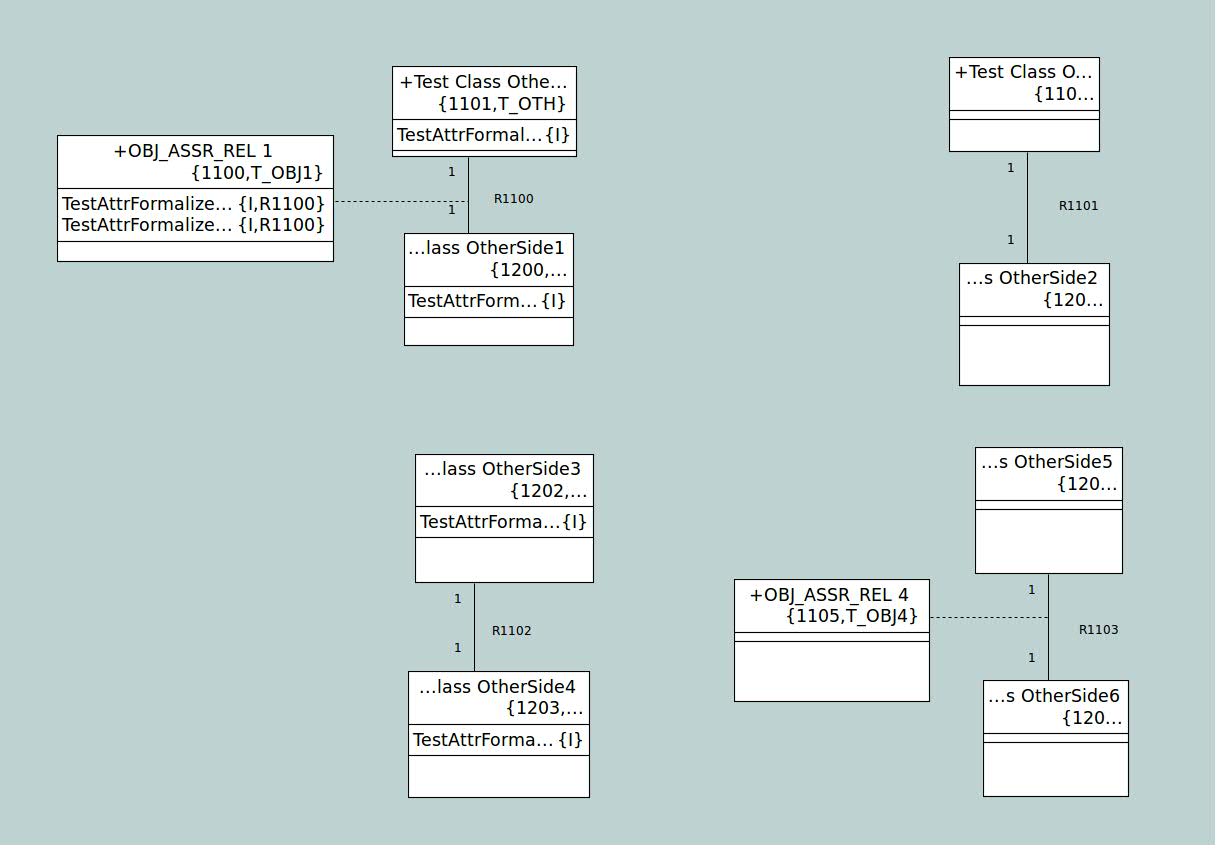 +Test Class Othe...
{1101,T_OTH}
TestAttrFormal... {I}
+OBJ_ASSR_REL 1
{1100,T_OBJ1}
TestAttrFormalize... {I,R1100}
TestAttrFormalize... {I,R1100}
1
R1100
1
...lass OtherSide1
{1200,...
TestAttrForm... {I}
+Test Class O...
{110...
1
R1101
1
...s OtherSide2
{120...
...lass OtherSide3
{1202,...
TestAttrForma... {I}
1
R1102
1
...lass OtherSide4
{1203,...
TestAttrForma... {I}
...s OtherSide5
{120...
+OBJ_ASSR_REL 4
{1105,T_OBJ4}
1
R1103
1
...s OtherSide6
{120...